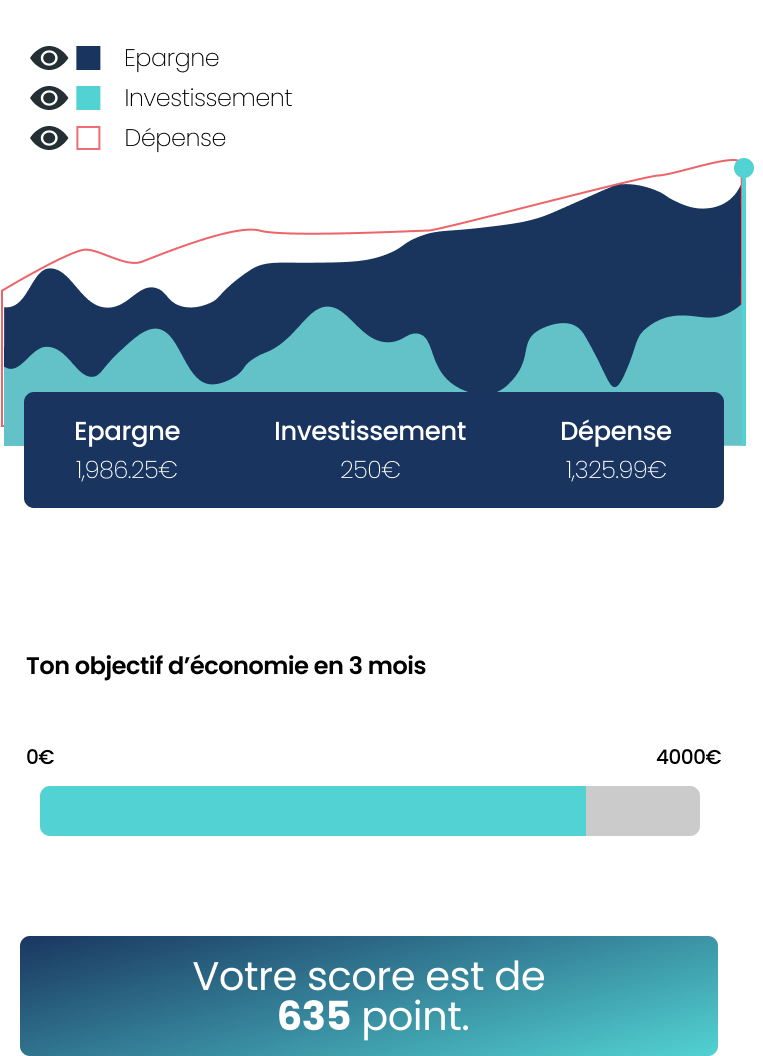 Epargne
Investissement
Dépense
Epargne Investissement Dépense
1,986.25€ 250€ 1,325.99€
Ton objectif d’économie en 3 mois
0€ 4000€
Votre score est de
635 point.